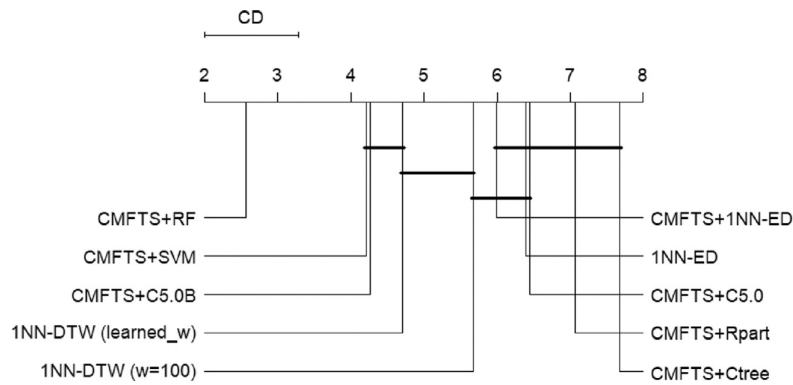 CD
2 3 4 5 6 7 8
CMFTS+RF CMFTS+1NN-ED
CMFTS+SVM 1NN-ED
CMFTS+C5.0B CMFTS+C5.0
1NN-DTW (learned_w) CMFTS+Rpart
1NN-DTW (w=100) CMFTS+Ctree